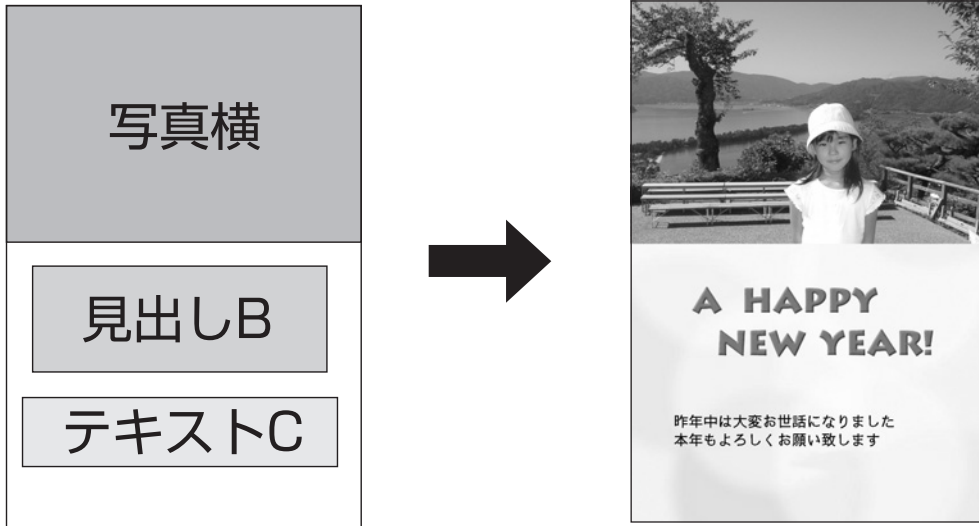 写真横
見出しB
テキストC
A HAPPY
NEW YEAR!
昨年中は大変お世話になりました
本年もよろしくお願い致します